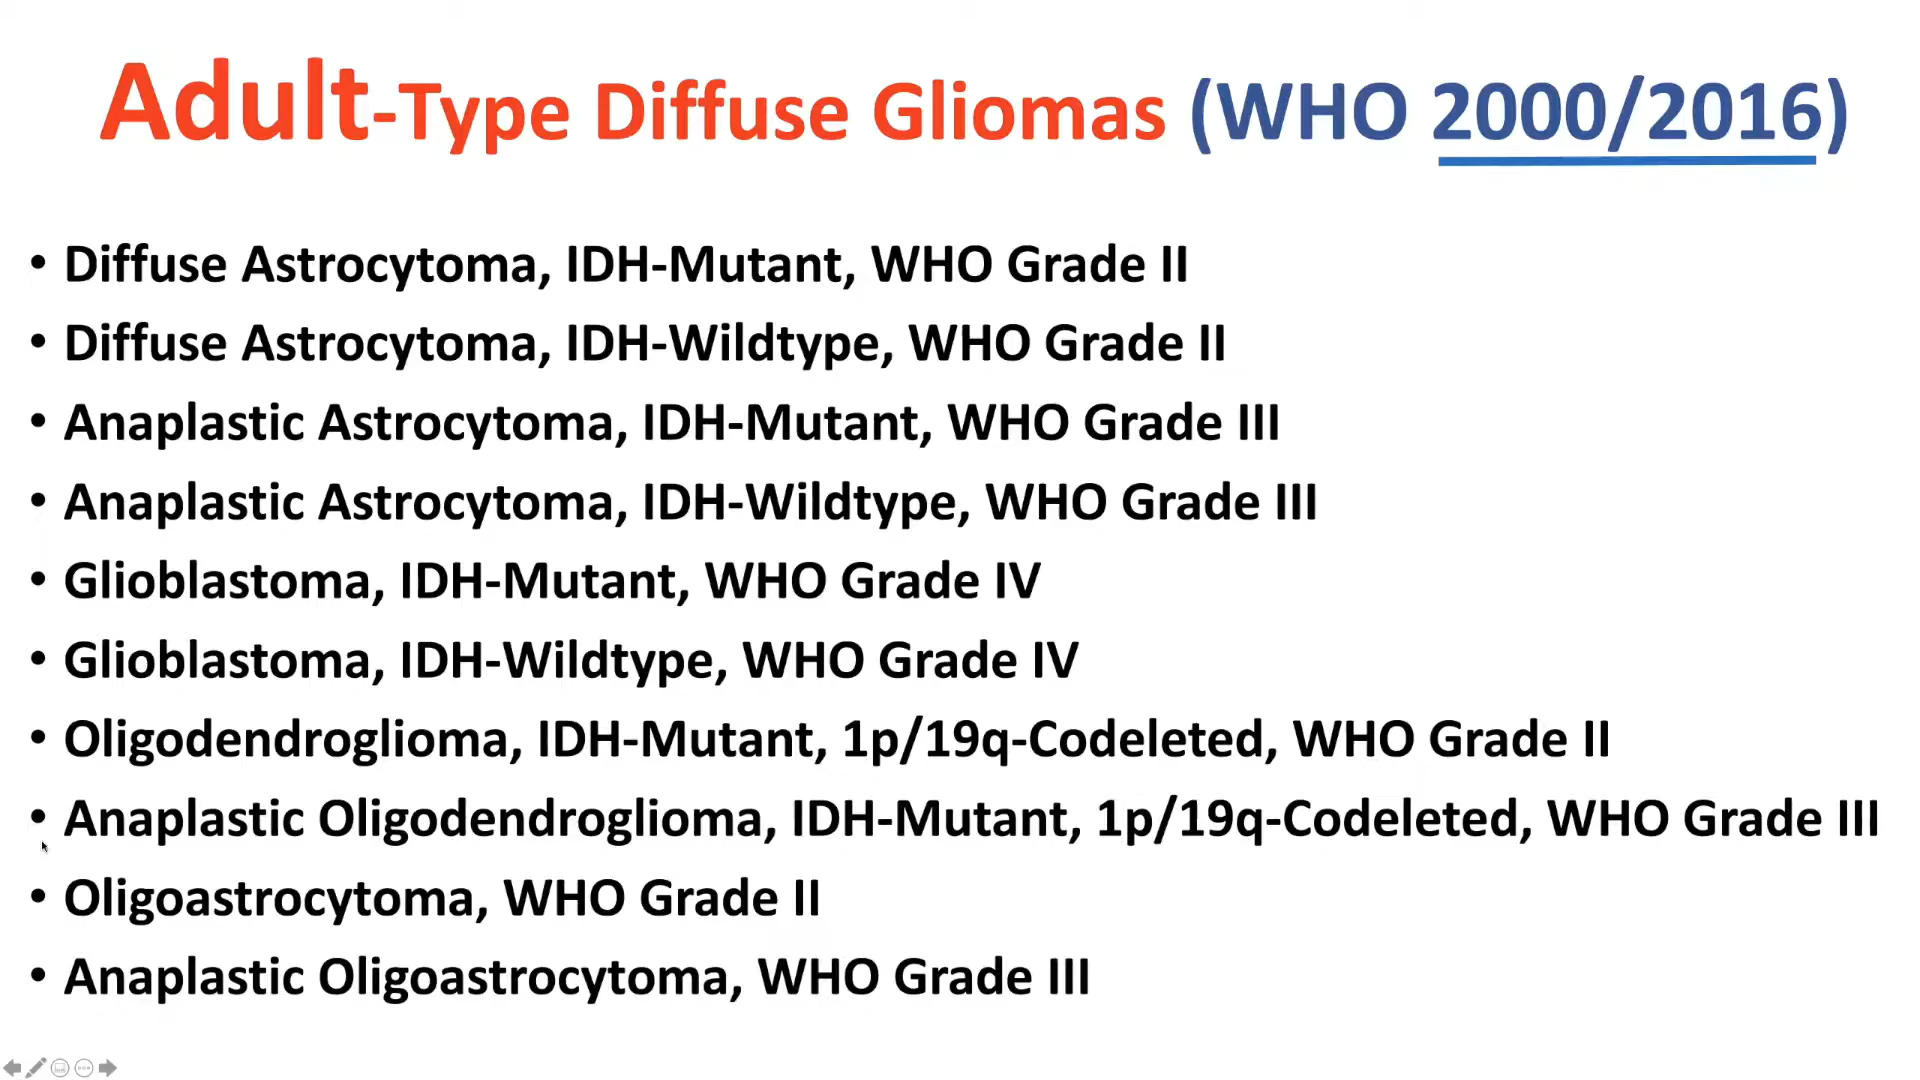 Adult-Type Diffuse Gliomas (WHO 2000/2016)
• Diffuse Astrocytoma, IDH-Mutant, WHO Grade II
• Diffuse Astrocytoma, IDH-Wildtype, WHO Grade II
• Anaplastic Astrocytoma, IDH-Mutant, WHO Grade III
• Anaplastic Astrocytoma, IDH-Wildtype, WHO Grade III
• Glioblastoma, IDH-Mutant, WHO Grade IV
• Glioblastoma, IDH-Wildtype, WHO Grade IV
• Oligodendroglioma, IDH-Mutant, 1p/19q-Codeleted, WHO Grade II
• Anaplastic Oligodendroglioma, IDH-Mutant, 1p/19q-Codeleted, WHO Grade III
• Oligoastrocytoma, WHO Grade II
• Anaplastic Oligoastrocytoma, WHO Grade III